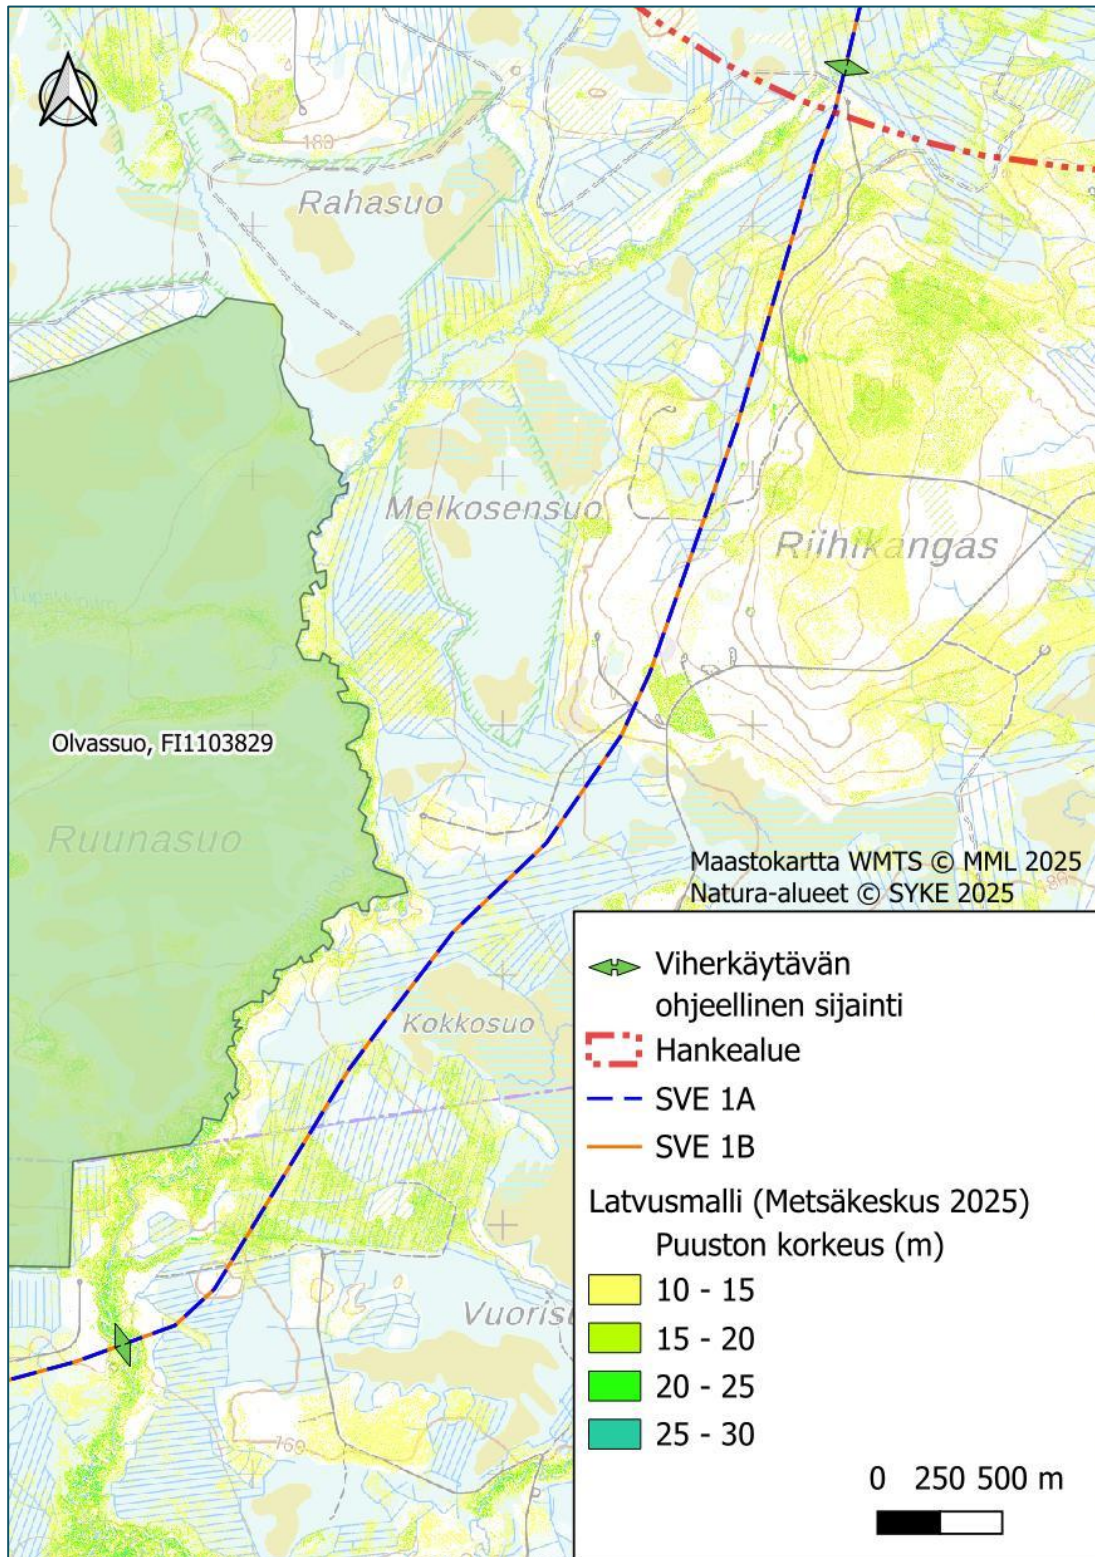 180
Rahasuo
Melkosensuo
Riihikangas
Olvassuo, FI1103829
Ruunasuo
Maastokartta WMTS © MML 2025
Natura-alueet © SYKE 2025
Kokkosuo
Vuorisu
160
Viherkäytävän
ohjeellinen sijainti
Hankealue
SVE 1A
SVE 1B
Latvusmalli (Metsäkeskus 2025)
Puuston korkeus (m)
10 - 15
15 - 20
20 - 25
25 - 30
0 250 500 m